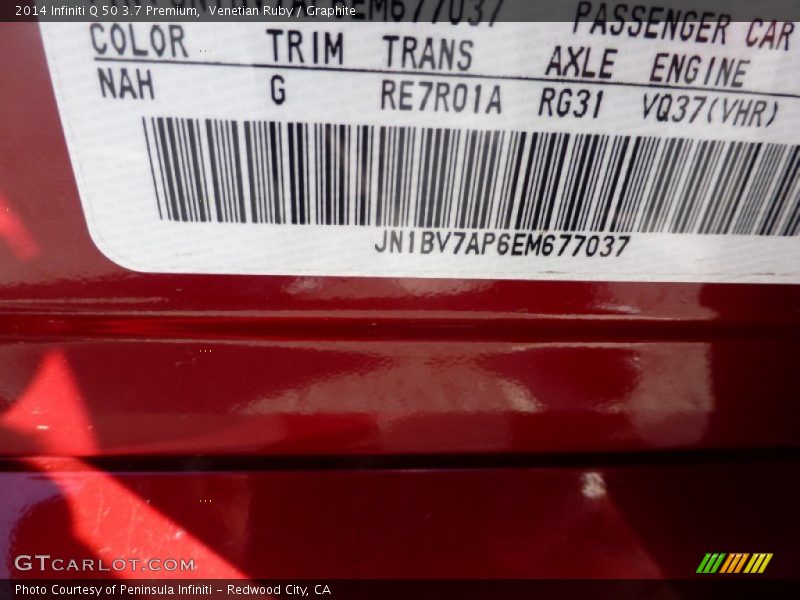 2014 Infiniti Q 50 3.7 Premium,  Venetian Ruby / Graphite
EM677037
PASSENGER CAR
COLOR TRIM TRANS AXLE ENGINE
NAH G RE7R01A RG31 VQ37(VHR)
JN1BV7AP6EM677037
GTCARLOT.COM
Photo Courtesy of Peninsula Infiniti - Redwood City, CA